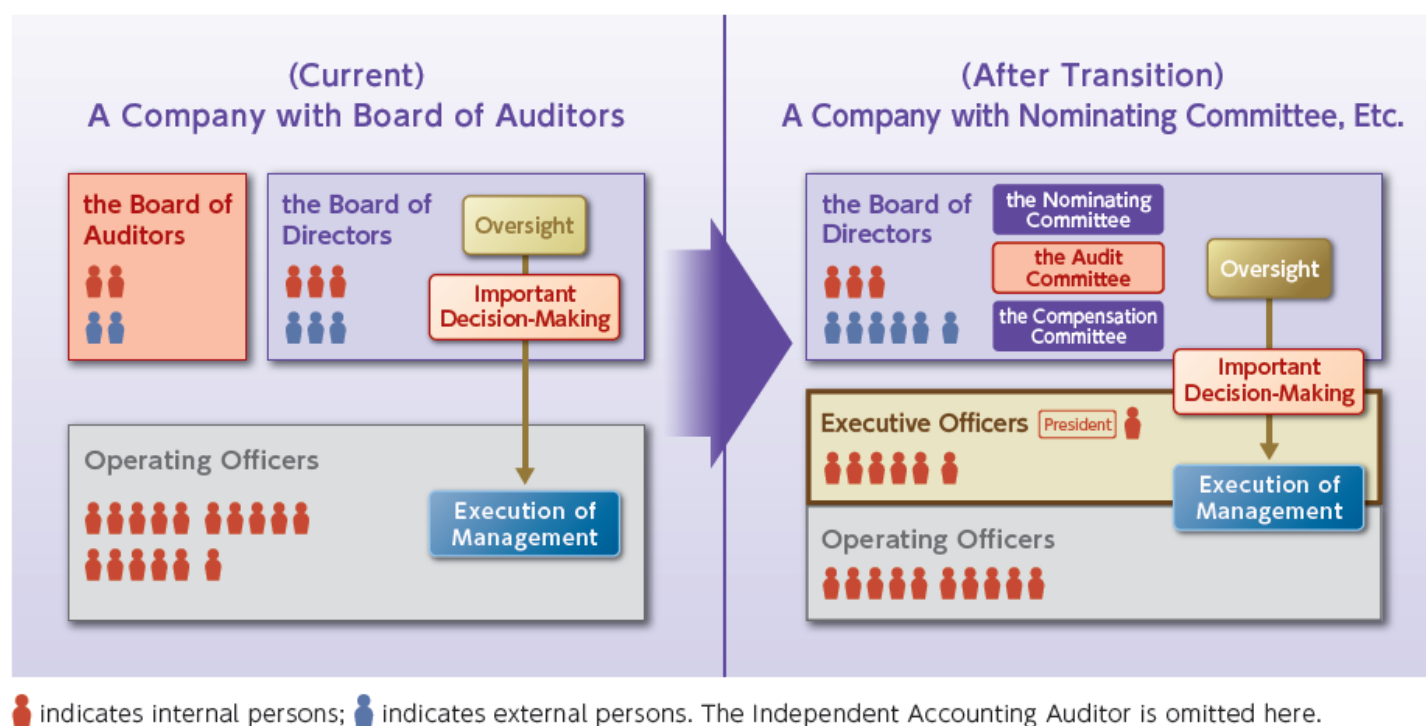 (Current)
A Company with Board of Auditors
the Board of
Auditors
the Board of
Directors
Oversight
Important
Decision-Making
Operating Officers
Execution of
Management
(After Transition)
A Company with Nominating Committee, Etc.
the Board of
Directors
the Nominating
Committee
the Audit
Committee
the Compensation
Committee
Oversight
Important
Decision-Making
Executive Officers President
Execution of
Management
Operating Officers
indicates internal persons; indicates external persons. The Independent Accounting Auditor is omitted here.